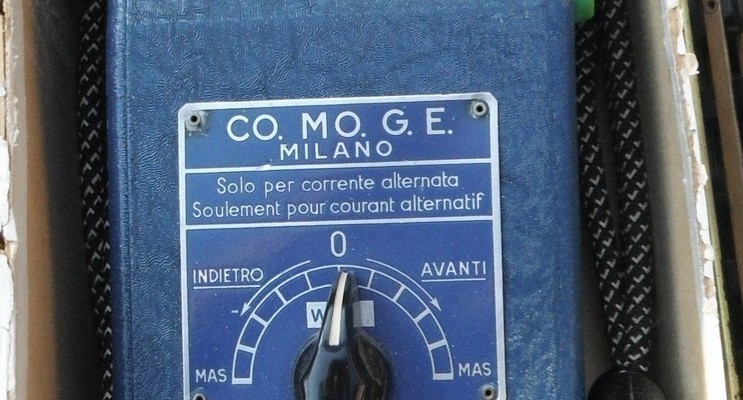 CO. MO. G. E.
MILANO
Solo per corrente alternata
Soulement pour courant alternatif
0
INDIETRO AVANTI
MAS MAS